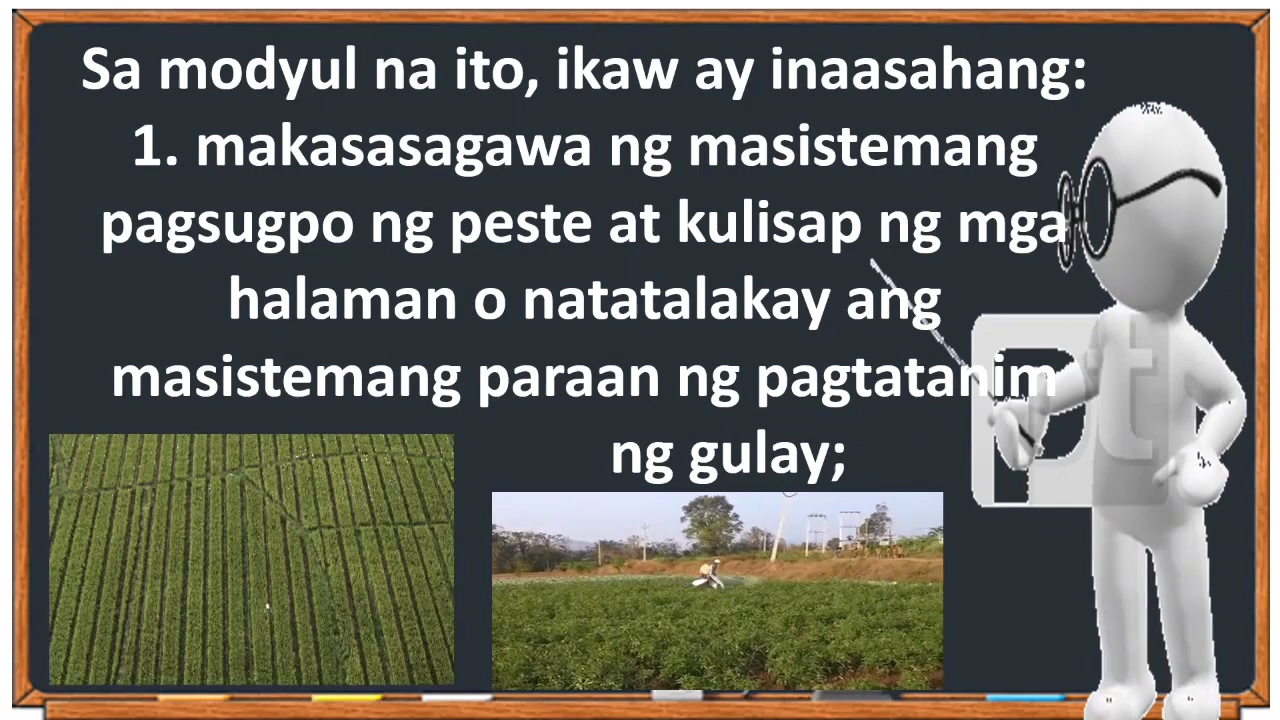 Sa modyul na ito, ikaw ay inaasahang:
1. makasasagawa ng masistemang
pagsugpo ng peste at kulisap ng mga
halaman o natatalakay ang
masistemang paraan ng pagtatanim
ng gulay;